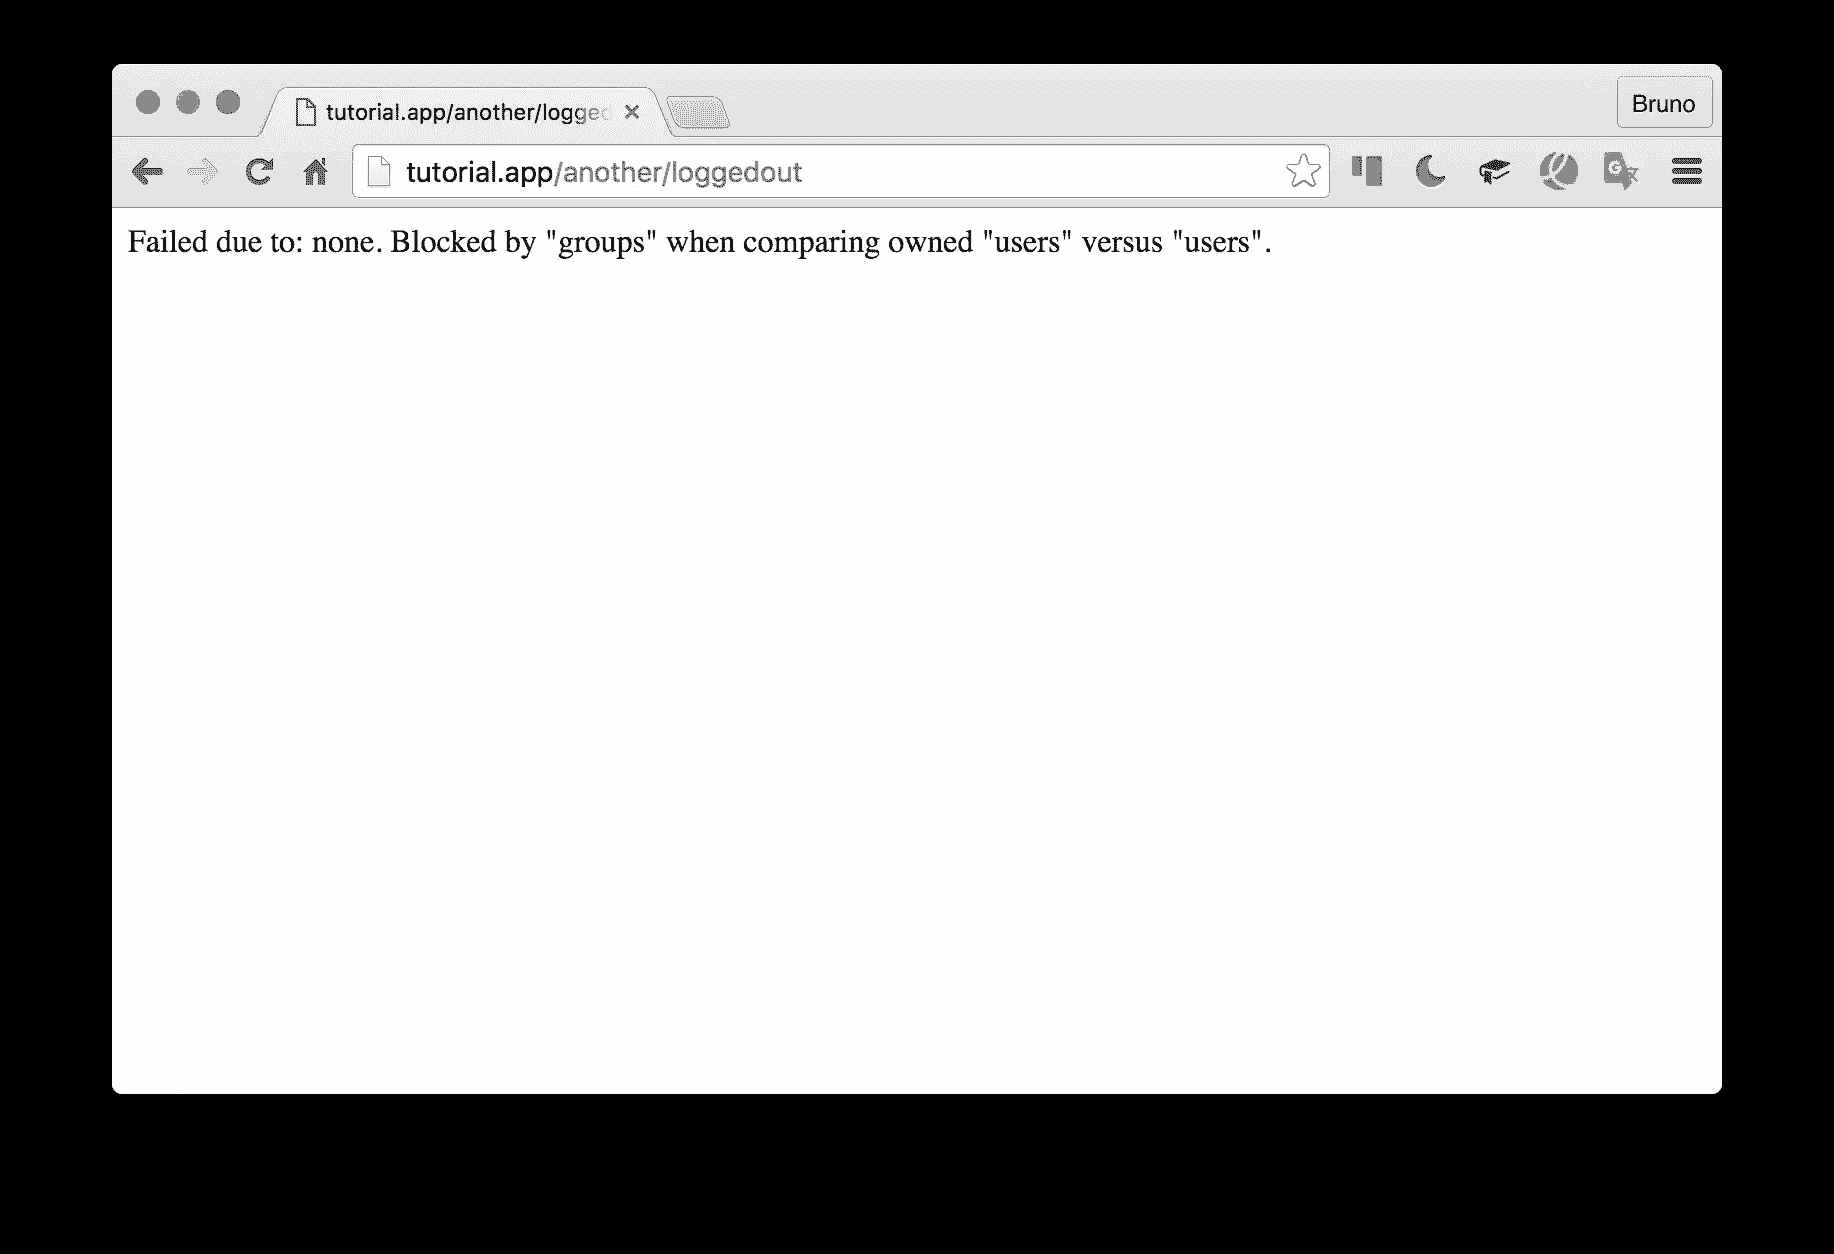 tutorial.app/another/logged
Bruno
tutorial.app/another/loggedout
Failed due to: none. Blocked by "groups" when comparing owned "users" versus "users".